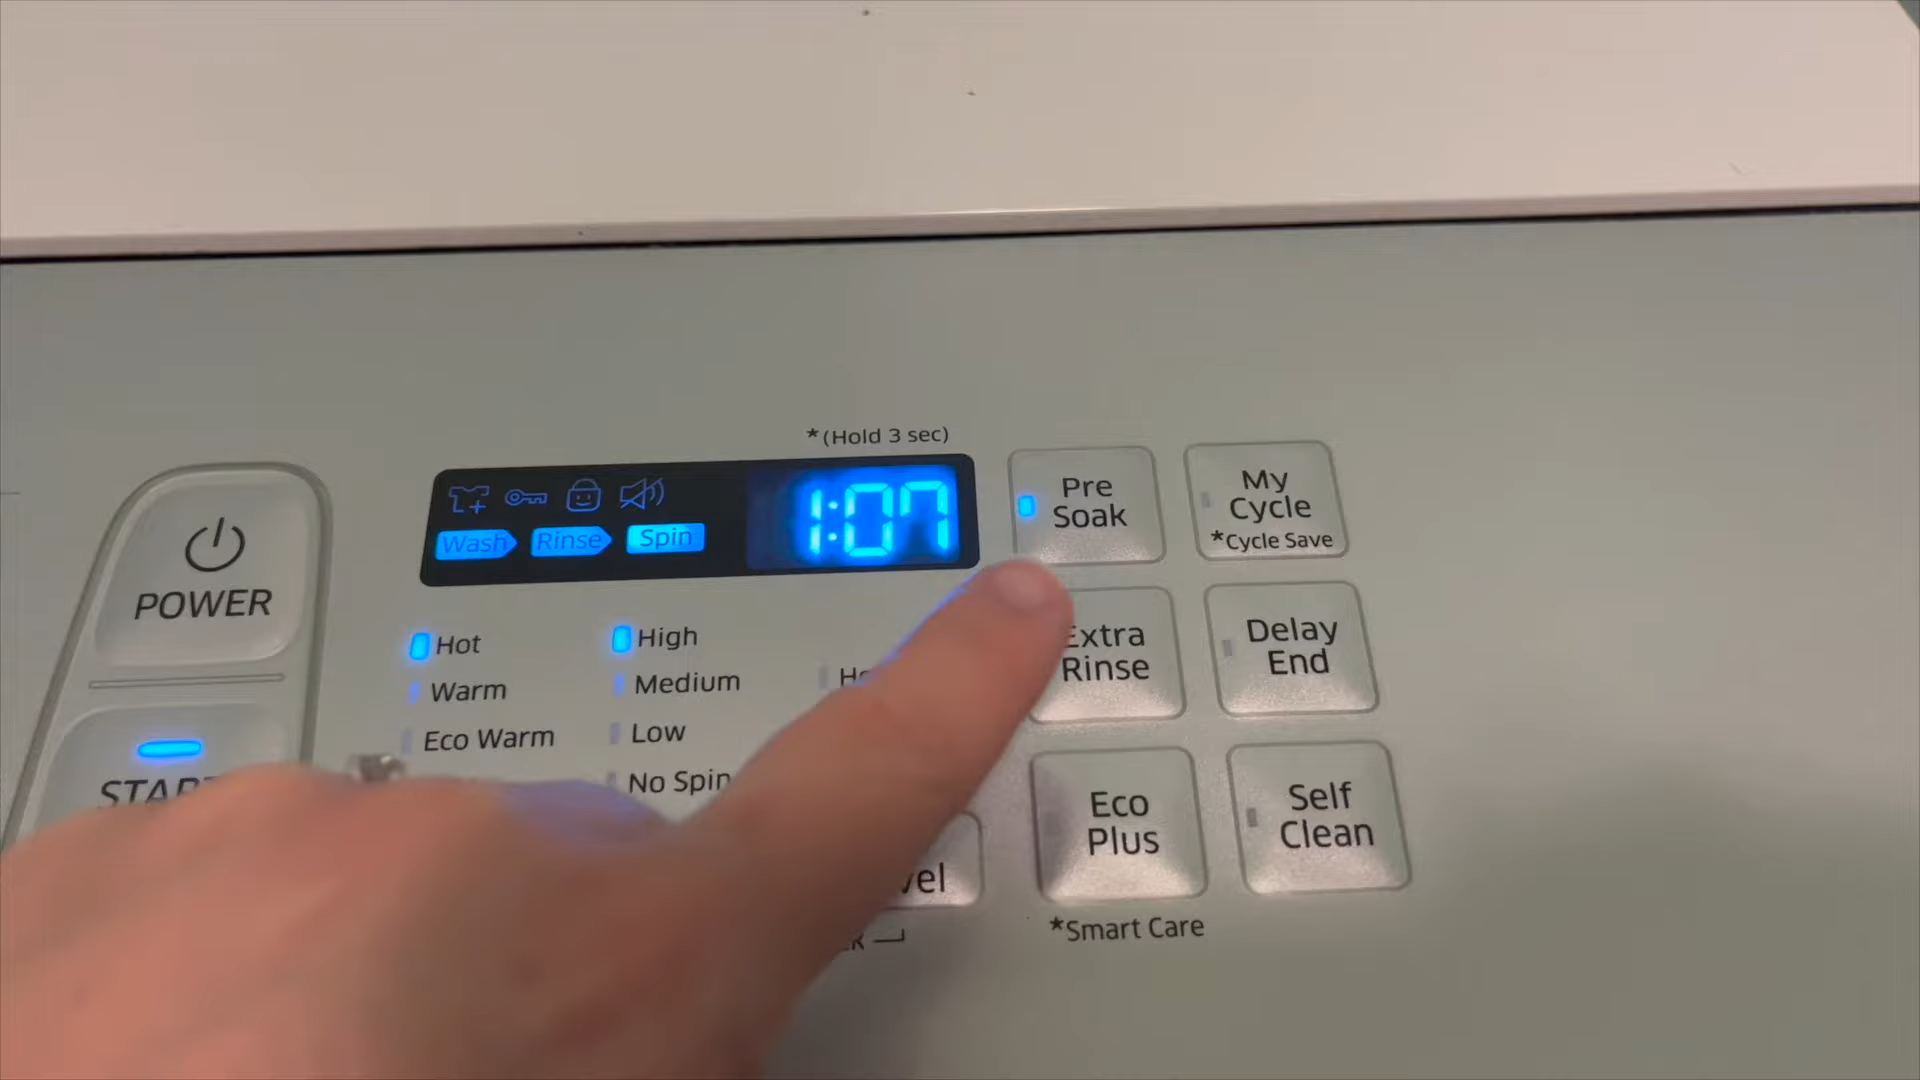 *(Hold 3 sec)
1:07
Wash
Rinse
Spin
POWER
Hot
Warm
Eco Warm
High
Medium
Low
No Spin
Pre
Soak
My
Cycle
*Cycle Save
Extra
Rinse
Delay
End
Eco
Plus
Self
Clean
*Smart Care